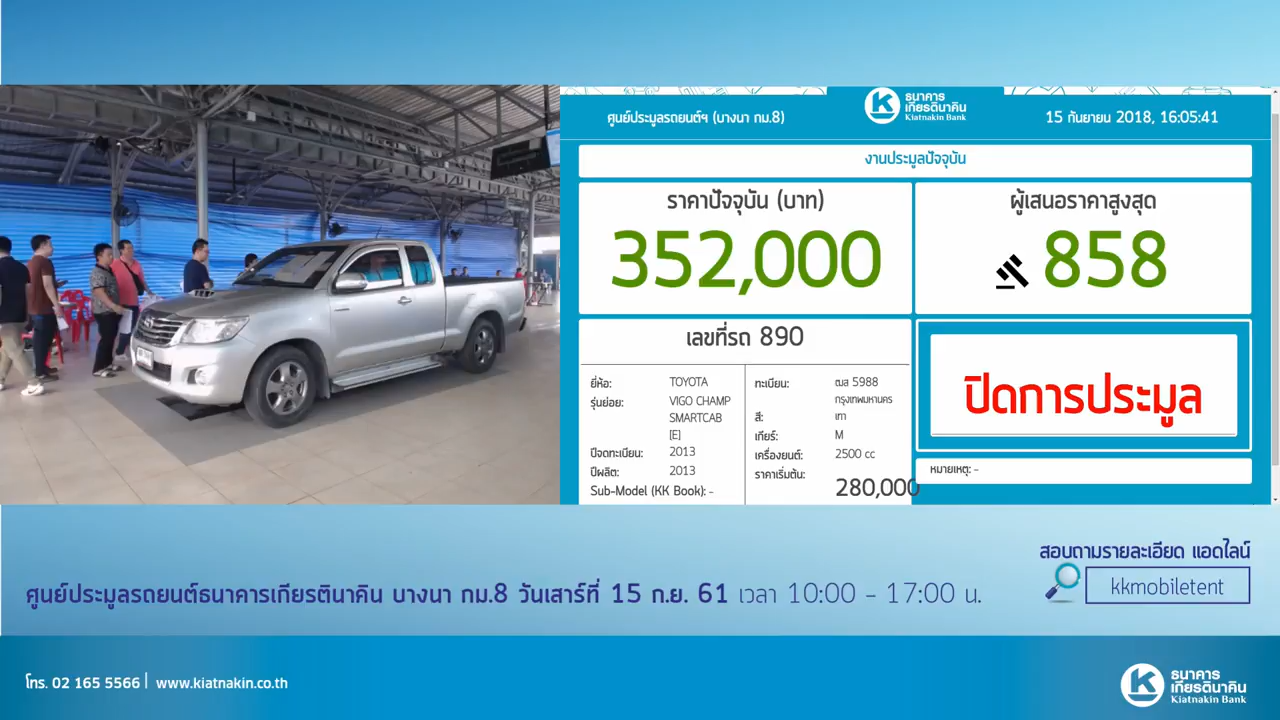 ศูนย์ประมูลรถยนต์ฯ (บางนา กม.8)
ธนาคาร
เกียรตินาคิน
Kiatnakin Bank
15 กันยายน 2018, 16:05:41
งานประมูลปัจจุบัน
ราคาปัจจุบัน (บาท)
352,000
ผู้เสนอราคาสูงสุด
858
เลขที่รถ 890
ยี่ห้อ: TOYOTA
รุ่นย่อย: VIGO CHAMP
SMARTCAB
[E]
ปีจดทะเบียน: 2013
ปีผลิต: 2013
Sub-Model (KK Book): -
ทะเบียน: ฒส 5988
กรุงเทพมหานคร
สี: เทา
เกียร์: M
เครื่องยนต์: 2500 cc
ราคาเริ่มต้น:
280,000
ปิดการประมูล
หมายเหตุ: -
สอบถามรายละเอียด แอดไลน์
kkmobiletent
ศูนย์ประมูลรถยนต์ธนาคารเกียรตินาคิน บางนา กม.8 วันเสาร์ที่ 15 ก.ย. 61 เวลา 10:00 - 17:00 น.
โทร. 02 165 5566 | www.kiatnakin.co.th
ธนาคาร
เกียรตินาคิน
Kiatnakin Bank